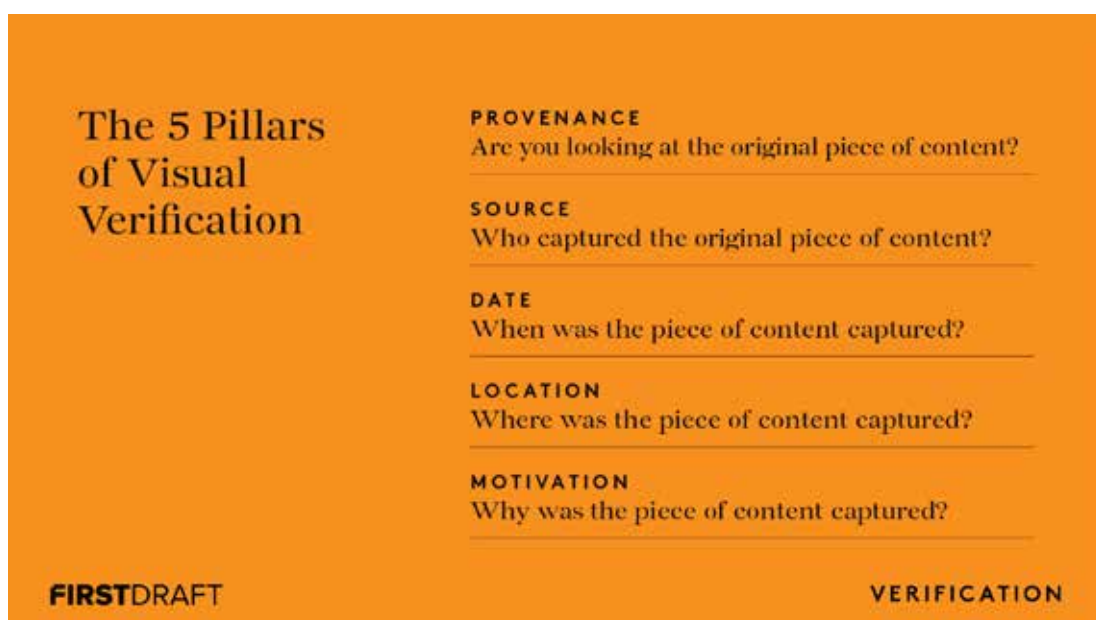 The 5 Pillars
of Visual
Verification
PROVENANCE
Are you looking at the original piece of content?
SOURCE
Who captured the original piece of content?
DATE
When was the piece of content captured?
LOCATION
Where was the piece of content captured?
MOTIVATION
Why was the piece of content captured?
FIRSTDRAFT
VERIFICATION